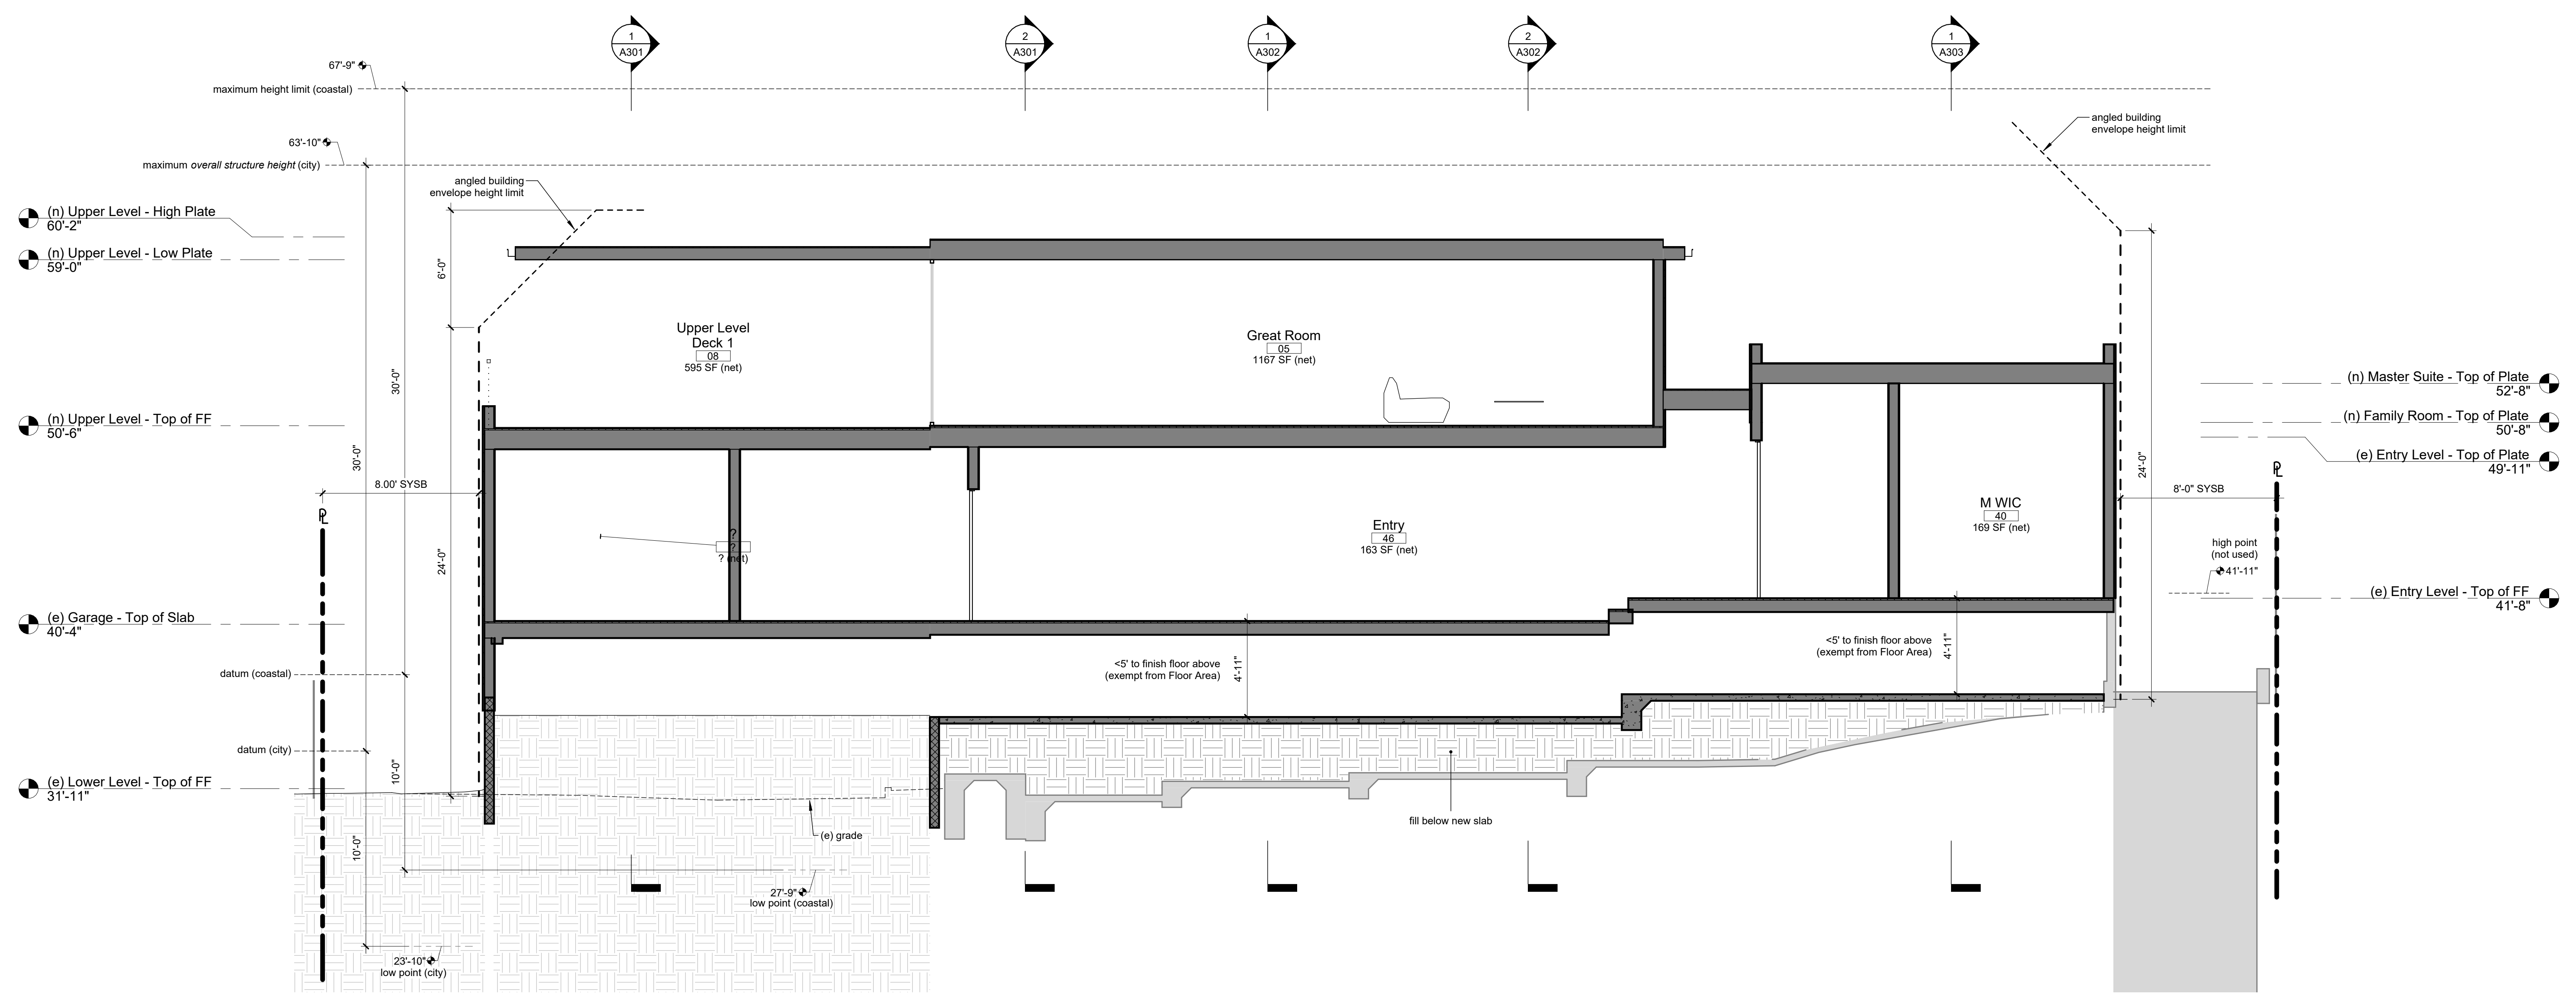 1
A301
2
A301
1
A302
2
A302
1
A303
67'-9"
maximum height limit (coastal)
63'-10"
maximum overall structure height (city)
angled building
envelope height limit
angled building
envelope height limit
(n) Upper Level - High Plate
60'-2"
(n) Upper Level - Low Plate
59'-0"
(n) Upper Level - Top of FF
50'-6"
(e) Garage - Top of Slab
40'-4"
(e) Lower Level - Top of FF
31'-11"
6'-0"
30'-0"
30'-0"
24'-0"
8.00' SYSB
PL
datum (coastal)
datum (city)
10'-0"
10'-0"
Upper Level
Deck 1
08
595 SF (net)
Great Room
05
1167 SF (net)
?
?
? (net)
Entry
46
163 SF (net)
M WIC
40
169 SF (net)
<5' to finish floor above
(exempt from Floor Area)
4'-11"
<5' to finish floor above
(exempt from Floor Area)
4'-11"
(e) grade
fill below new slab
27'-9"
low point (coastal)
23'-10"
low point (city)
24'-0"
8'-0" SYSB
PL
high point
(not used)
41'-11"
(n) Master Suite - Top of Plate
52'-8"
(n) Family Room - Top of Plate
50'-8"
(e) Entry Level - Top of Plate
49'-11"
(e) Entry Level - Top of FF
41'-8"